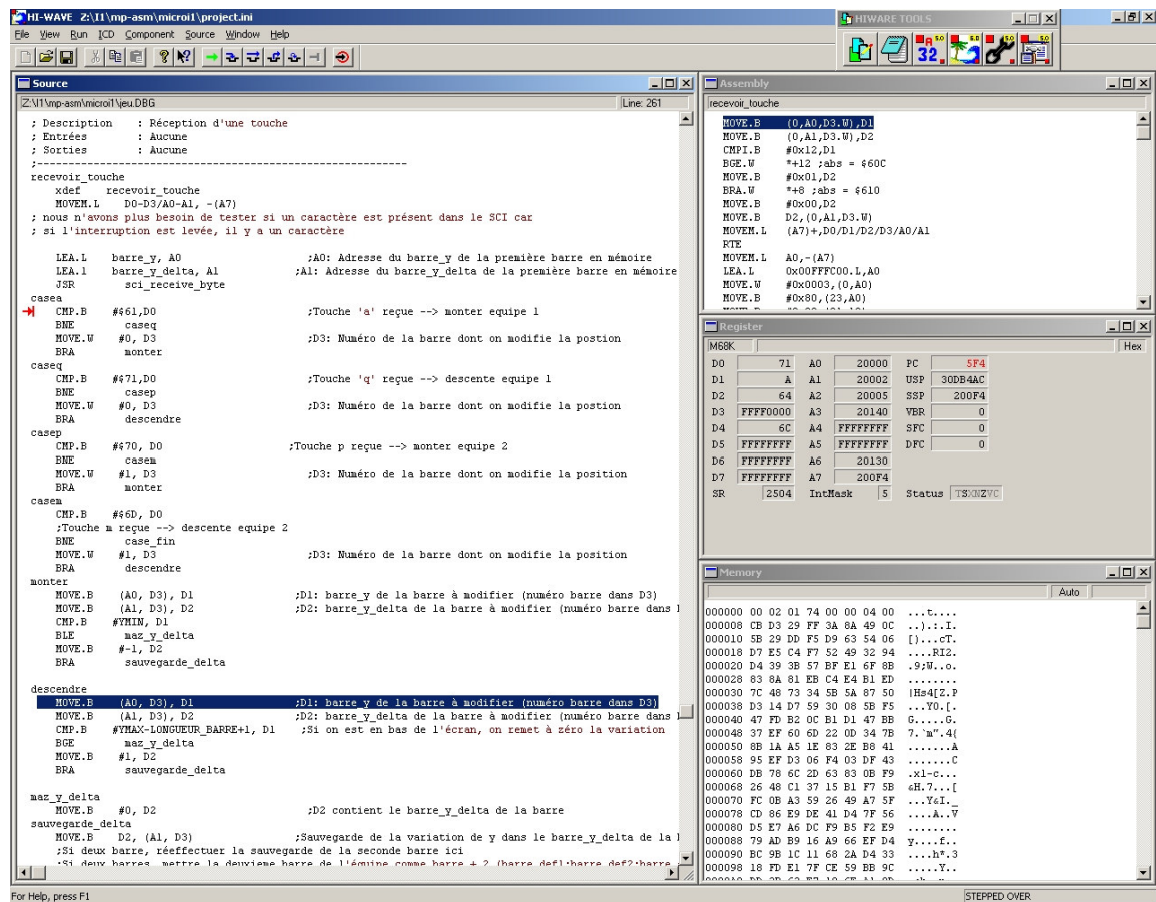 HI-WAVE Z:\I1\mp-asm\microi1\project.ini
HIWARE TOOLS
File View Run ICD Component Source Window Help
Source
Z:\I1\mp-asm\microi1\jeu.DBG Line: 261
; Description : Réception d'une touche
; Entrées : Aucune
; Sorties : Aucune
;----------------------------------------------------------
recevoir_touche
xdef recevoir_touche
MOVEM.L D0-D3/A0-A1, -(A7)
; nous n'avons plus besoin de tester si un caractère est présent dans le SCI car
; si l'interruption est levée, il y a un caractère
LEA.L barre_y, A0 ;A0: Adresse du barre_y de la première barre en mémoire
LEA.l barre_y_delta, A1 ;A1: Adresse du barre_y_delta de la première barre en mémoire
JSR sci_receive_byte
casea
CMP.B #$61,D0 ;Touche 'a' reçue --> monter equipe 1
BNE caseq
MOVE.W #0, D3 ;D3: Numéro de la barre dont on modifie la postion
BRA monter
caseq
CMP.B #$71,D0 ;Touche 'q' reçue --> descente equipe 1
BNE casep
MOVE.W #0, D3 ;D3: Numéro de la barre dont on modifie la postion
BRA descendre
casep
CMP.B #$70, D0 ;Touche p reçue --> monter equipe 2
BNE casem
MOVE.W #1, D3 ;D3: Numéro de la barre dont on modifie la position
BRA monter
casem
CMP.B #$6D, D0
;Touche m reçue --> descente equipe 2
BNE case_fin
MOVE.W #1, D3 ;D3: Numéro de la barre dont on modifie la position
BRA descendre
monter
MOVE.B (A0, D3), D1 ;D1: barre_y de la barre à modifier (numéro barre dans D3)
MOVE.B (A1, D3), D2 ;D2: barre_y_delta de la barre à modifier (numéro barre dans
CMP.B #YMIN, D1
BLE maz_y_delta
MOVE.B #-1, D2
BRA sauvegarde_delta
descendre
MOVE.B (A0, D3), D1 ;D1: barre_y de la barre à modifier (numéro barre dans D3)
MOVE.B (A1, D3), D2 ;D2: barre_y_delta de la barre à modifier (numéro barre dans
CMP.B #YMAX-LONGUEUR_BARRE+1, D1 ;Si on est en bas de l'écran, on remet à zéro la variation
BGE maz_y_delta
MOVE.B #1, D2
BRA sauvegarde_delta
maz_y_delta
MOVE.B #0, D2 ;D2 contient le barre_y_delta de la barre
sauvegarde_delta
MOVE.B D2, (A1, D3) ;Sauvegarde de la variation de y dans le barre_y_delta de la
;Si deux barre, réeffectuer la sauvegarde de la seconde barre ici
;Si deux barres, mettre la deuxieme barre de l'équipe comme barre + 2 (barre_def1;barre_def2;barre
Assembly
recevoir_touche
MOVE.B (0,A0,D3.W),D1
MOVE.B (0,A1,D3.W),D2
CMPI.B #0x12,D1
BGE.W *+12 ;abs = $60C
MOVE.B #0x01,D2
BRA.W *+8 ;abs = $610
MOVE.B #0x00,D2
MOVE.B D2,(0,A1,D3.W)
MOVEM.L (A7)+,D0/D1/D2/D3/A0/A1
RTE
MOVEM.L A0,-(A7)
LEA.L 0x00FFFC00.L,A0
MOVE.W #0x0003,(0,A0)
MOVE.B #0x80,(23,A0)
Register
M68K Hex
D0 71 A0 20000 PC 5F4
D1 A A1 20002 USP 30DB4AC
D2 64 A2 20005 SSP 200F4
D3 FFFF0000 A3 20140 VBR 0
D4 6C A4 FFFFFFFF SFC 0
D5 FFFFFFFF A5 FFFFFFFF DFC 0
D6 FFFFFFFF A6 20130
D7 FFFFFFFF A7 200F4
SR 2504 IntMask 5 Status TSXNZVC
Memory
Auto
000000 00 02 01 74 00 00 04 00 ...t....
000008 CB D3 29 FF 3A 8A 49 0C ..).:.I.
000010 5B 29 DD F5 D9 63 54 06 [)...cT.
000018 D7 E5 C4 F7 52 49 32 94 ....RI2.
000020 D4 39 3B 57 BF E1 6F 8B .9;W..o.
000028 83 8A 81 EB C4 E4 B1 ED ........
000030 7C 48 73 34 5B 5A 87 50 |Hs4[Z.P
000038 D3 14 D7 59 30 08 5B F5 ...Y0.[.
000040 47 FD B2 0C B1 D1 47 BB G.....G.
000048 37 EF 60 6D 22 0D 34 7B 7.`m".4{
000050 8B 1A A5 1E 83 2E B8 41 .......A
000058 95 EF D3 06 F4 03 DF 43 .......C
000060 DB 78 6C 2D 63 83 0B F9 .xl-c...
000068 26 48 C1 37 15 B1 F7 5B &H.7...[
000070 FC 0B A3 59 26 49 A7 5F ...Y&I._
000078 CD 86 E9 DE 41 D4 7F 56 ....A..V
000080 D5 E7 A6 DC F9 B5 F2 E9 ........
000088 79 AD B9 16 A9 66 EF D4 y....f..
000090 BC 9B 1C 11 68 2A D4 33 ....h*.3
000098 18 FD E1 7F CE 59 BB 9C .....Y..
For Help, press F1
STEPPED OVER